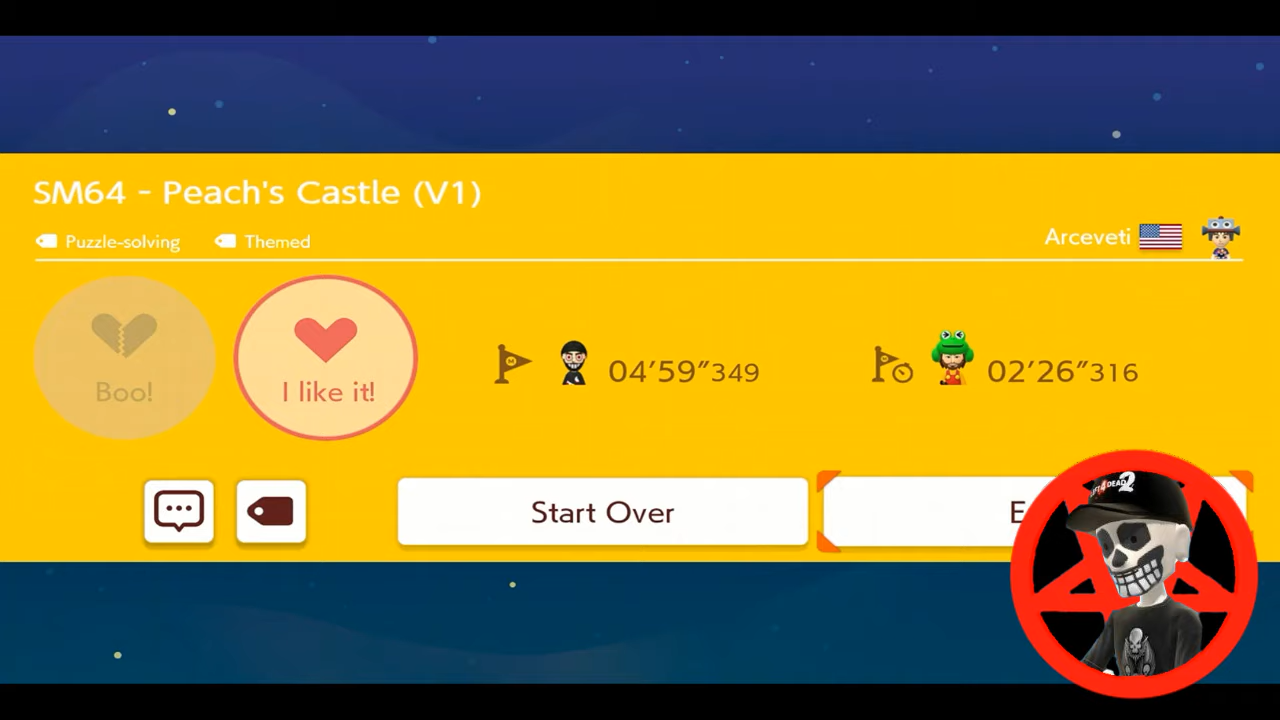 SM64 - Peach's Castle (V1)
Puzzle-solving Themed
Arceveti
Boo!
I like it!
04'59"349
02'26"316
Start Over
E